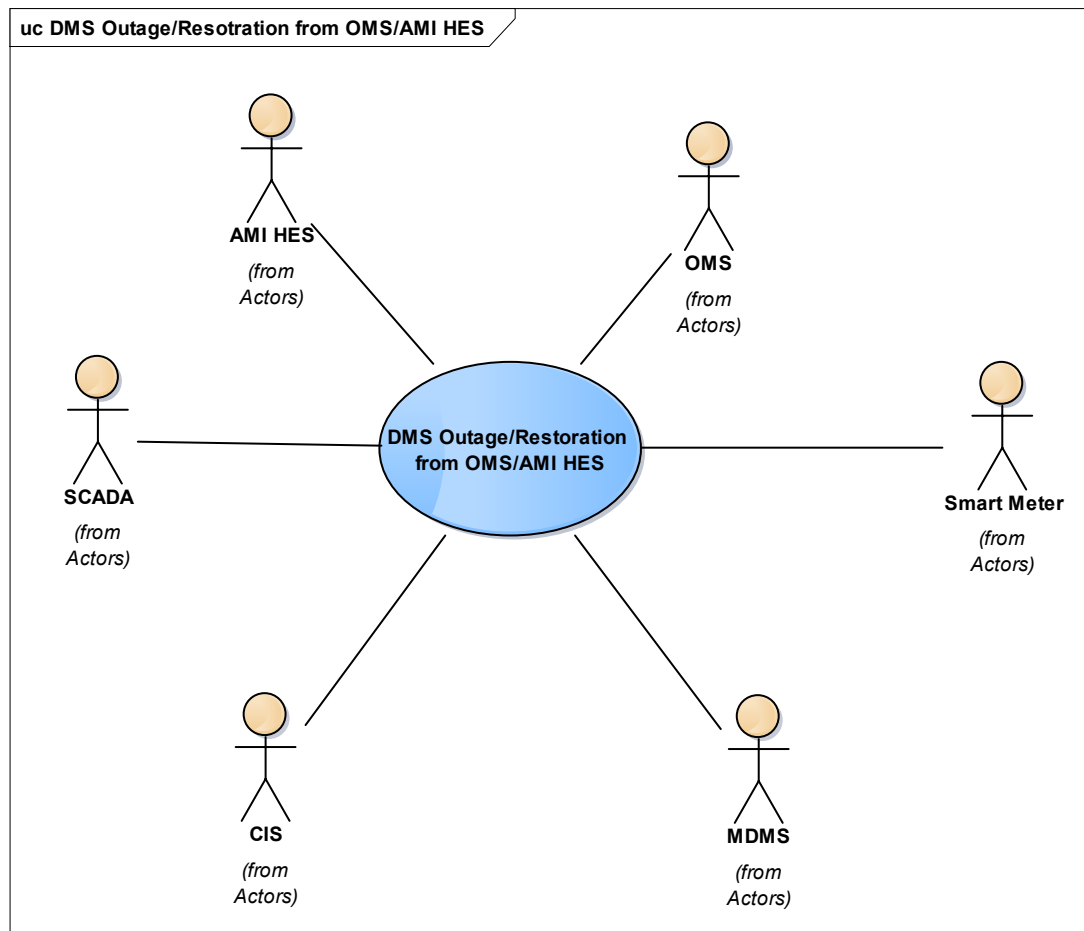 uc DMS Outage/Resotration from OMS/AMI HES
AMI HES
(from
Actors)
OMS
(from
Actors)
SCADA
(from
Actors)
DMS Outage/Restoration
from OMS/AMI HES
Smart Meter
(from
Actors)
CIS
(from
Actors)
MDMS
(from
Actors)